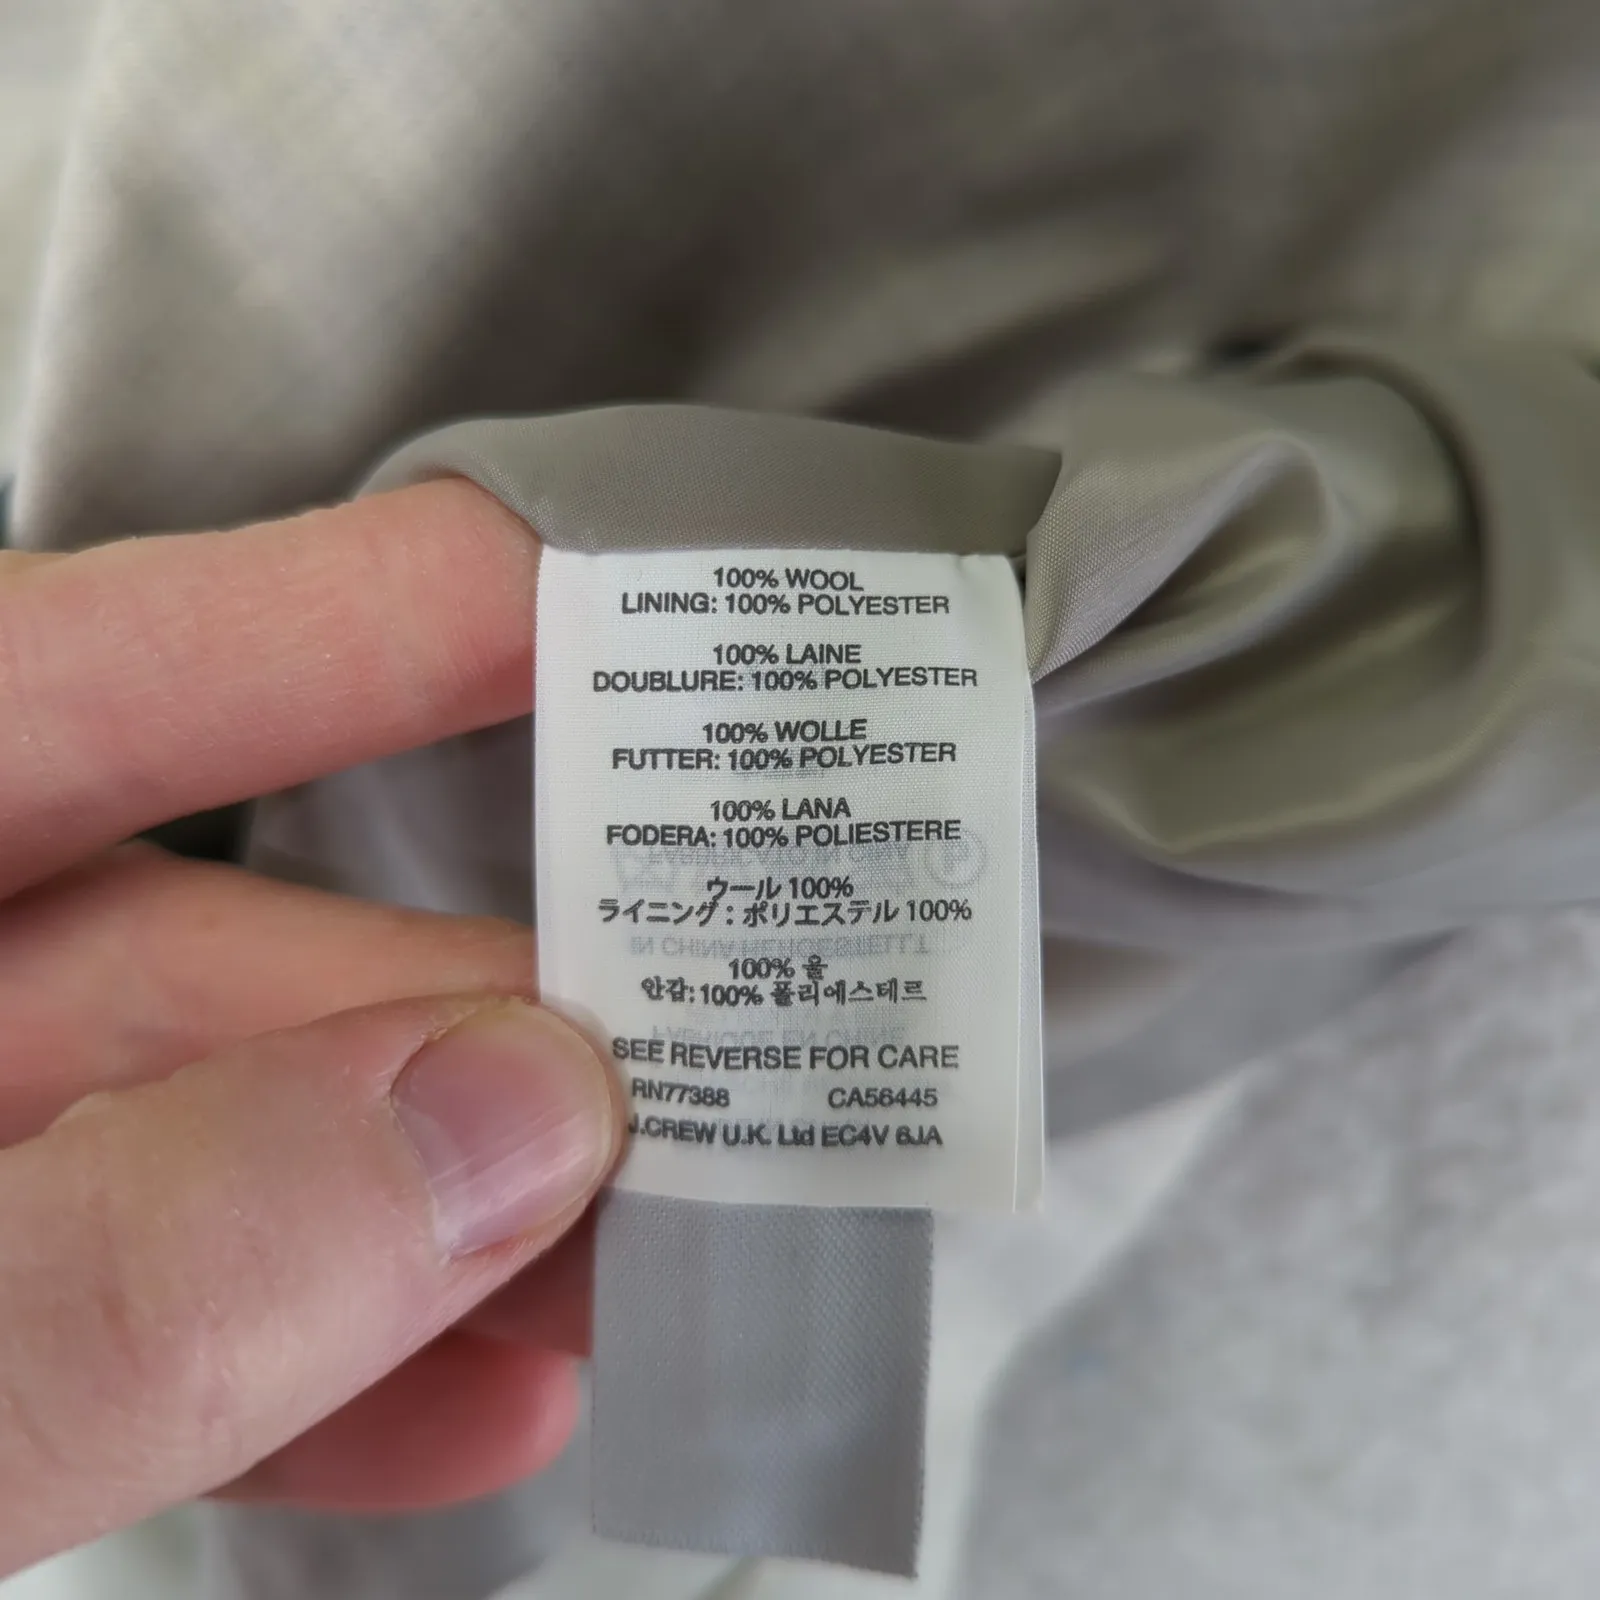 100% WOOL
LINING: 100% POLYESTER
100% LAINE
DOUBLURE: 100% POLYESTER
100% WOLLE
FUTTER: 100% POLYESTER
100% LANA
FODERA: 100% POLIESTERE
ウール 100%
ライニング : ポリエステル 100%
100% 울
안감: 100% 폴리에스테르
SEE REVERSE FOR CARE
RN77388 CA56445
J.CREW U.K. Ltd EC4V 6JA